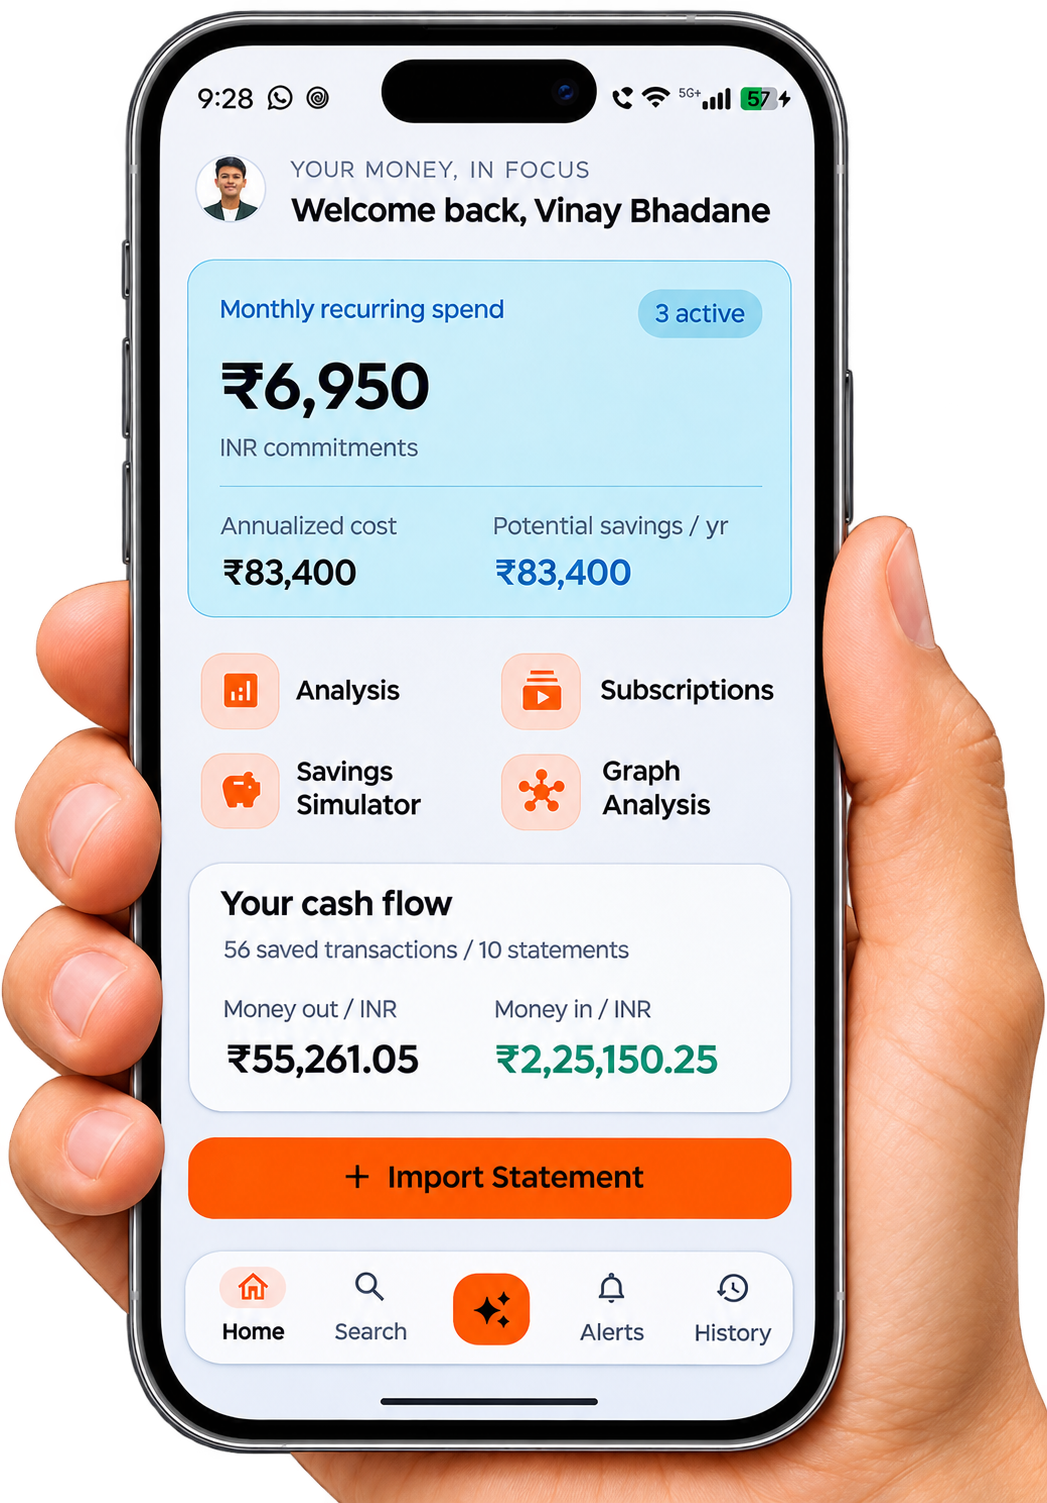 9:28 5G+ 57
YOUR MONEY, IN FOCUS
Welcome back, Vinay Bhadane
Monthly recurring spend 3 active
₹6,950
INR commitments
Annualized cost Potential savings / yr
₹83,400 ₹83,400
Analysis Subscriptions
Savings Graph
Simulator Analysis
Your cash flow
56 saved transactions / 10 statements
Money out / INR Money in / INR
₹55,261.05 ₹2,25,150.25
+ Import Statement
Home Search Alerts History